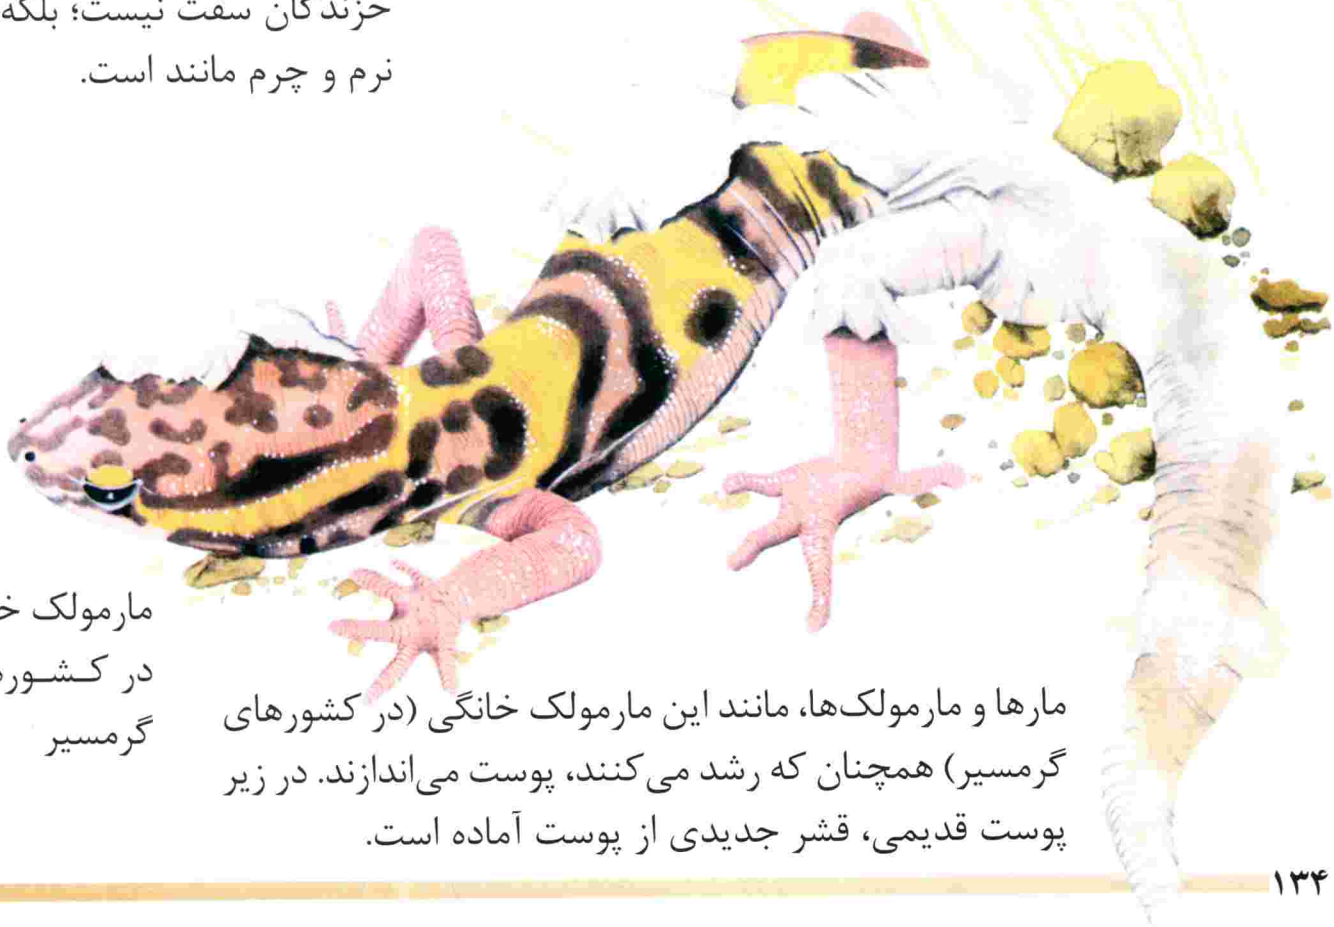 خزندگان سفت نیست؛ بلکه
نرم و چرم مانند است.
مارمولک
در کـشـور
گرمسیر
مارها و مارمولک‌ها، مانند این مارمولک خانگی (در کشورهای
گرمسیر) همچنان که رشد می‌کنند، پوست می‌اندازند. در زیر
پوست قدیمی، قشر جدیدی از پوست آماده است.
۱۳۴